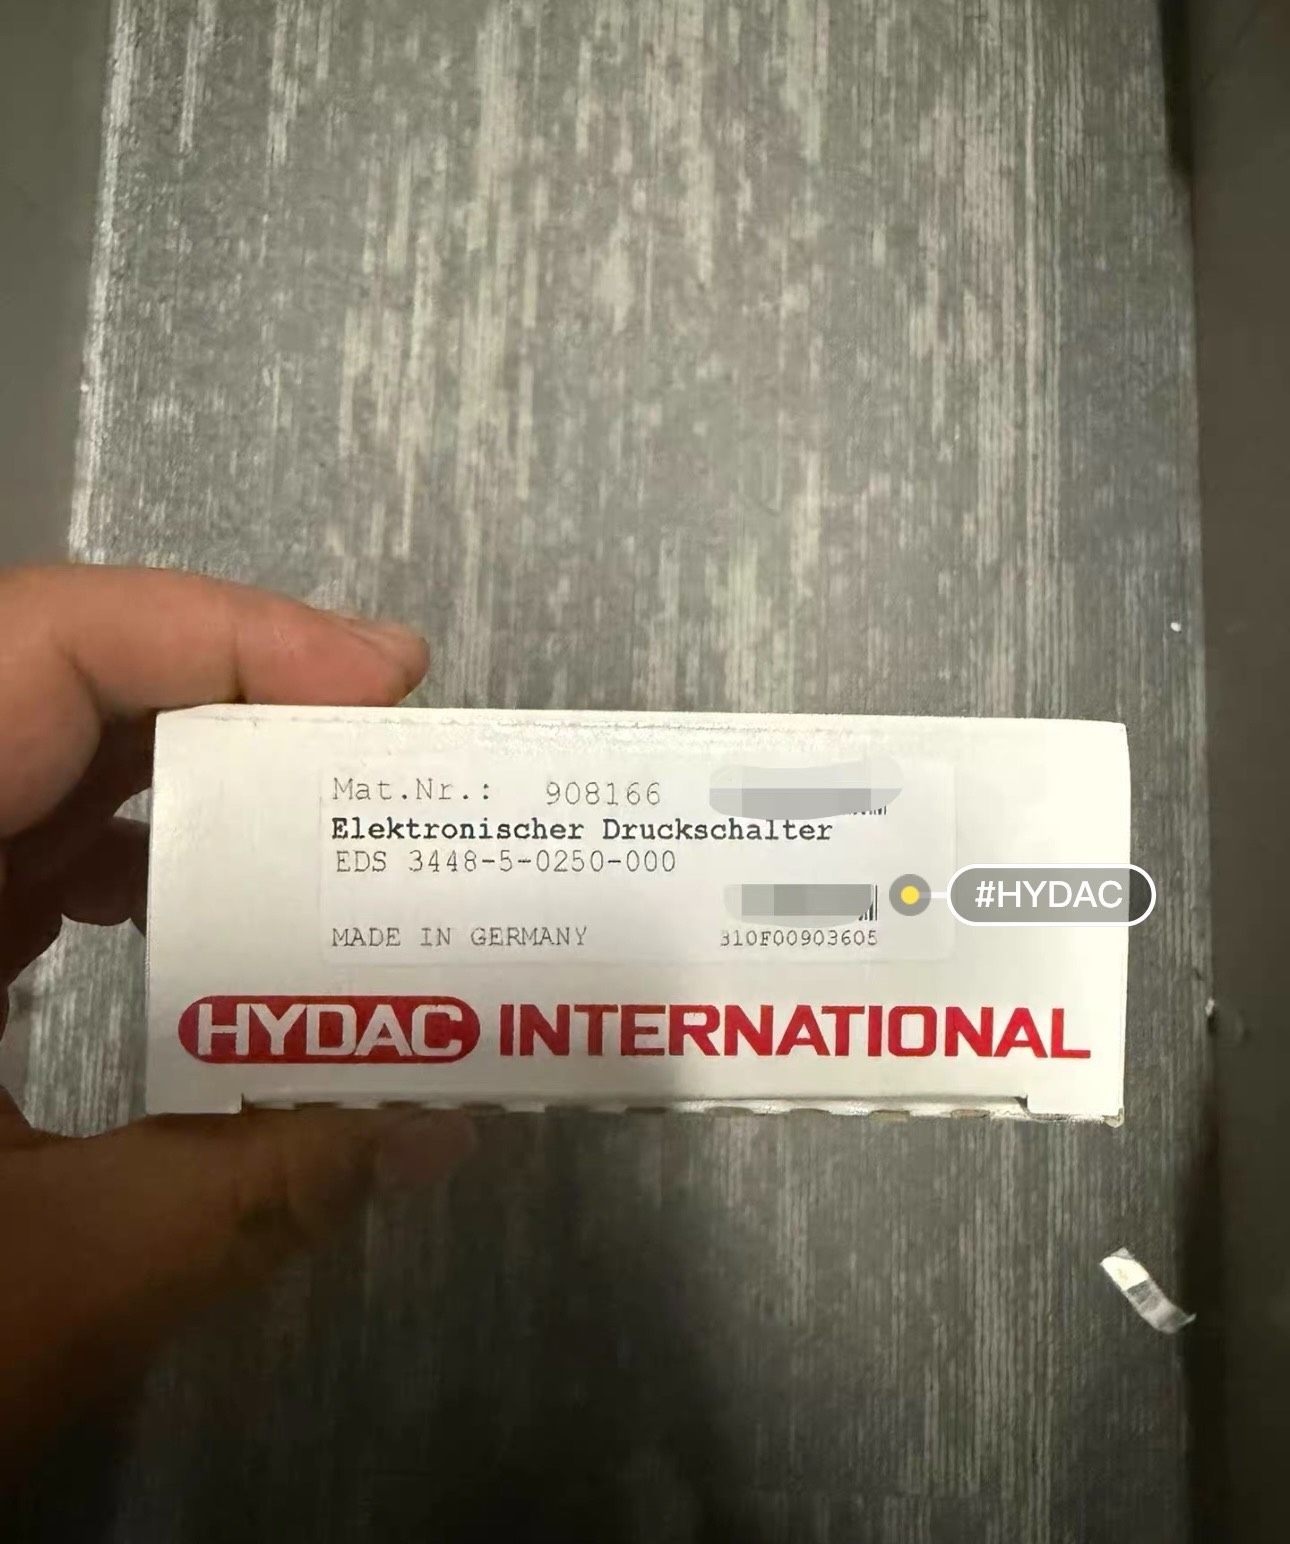 Mat.Nr.: 908166
Elektronischer Druckschalter
EDS 3448-5-0250-000
#HYDAC
MADE IN GERMANY 310F00903605
HYDAC INTERNATIONAL